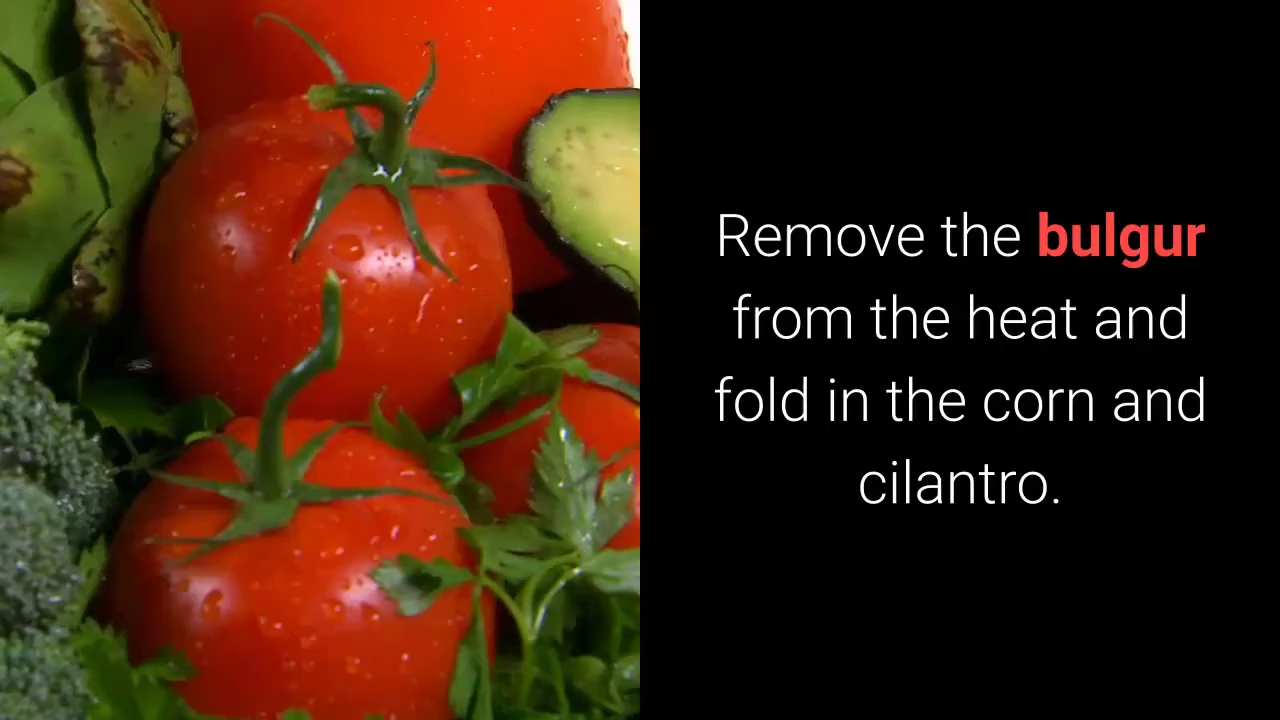 Remove the bulgur
from the heat and
fold in the corn and
cilantro.